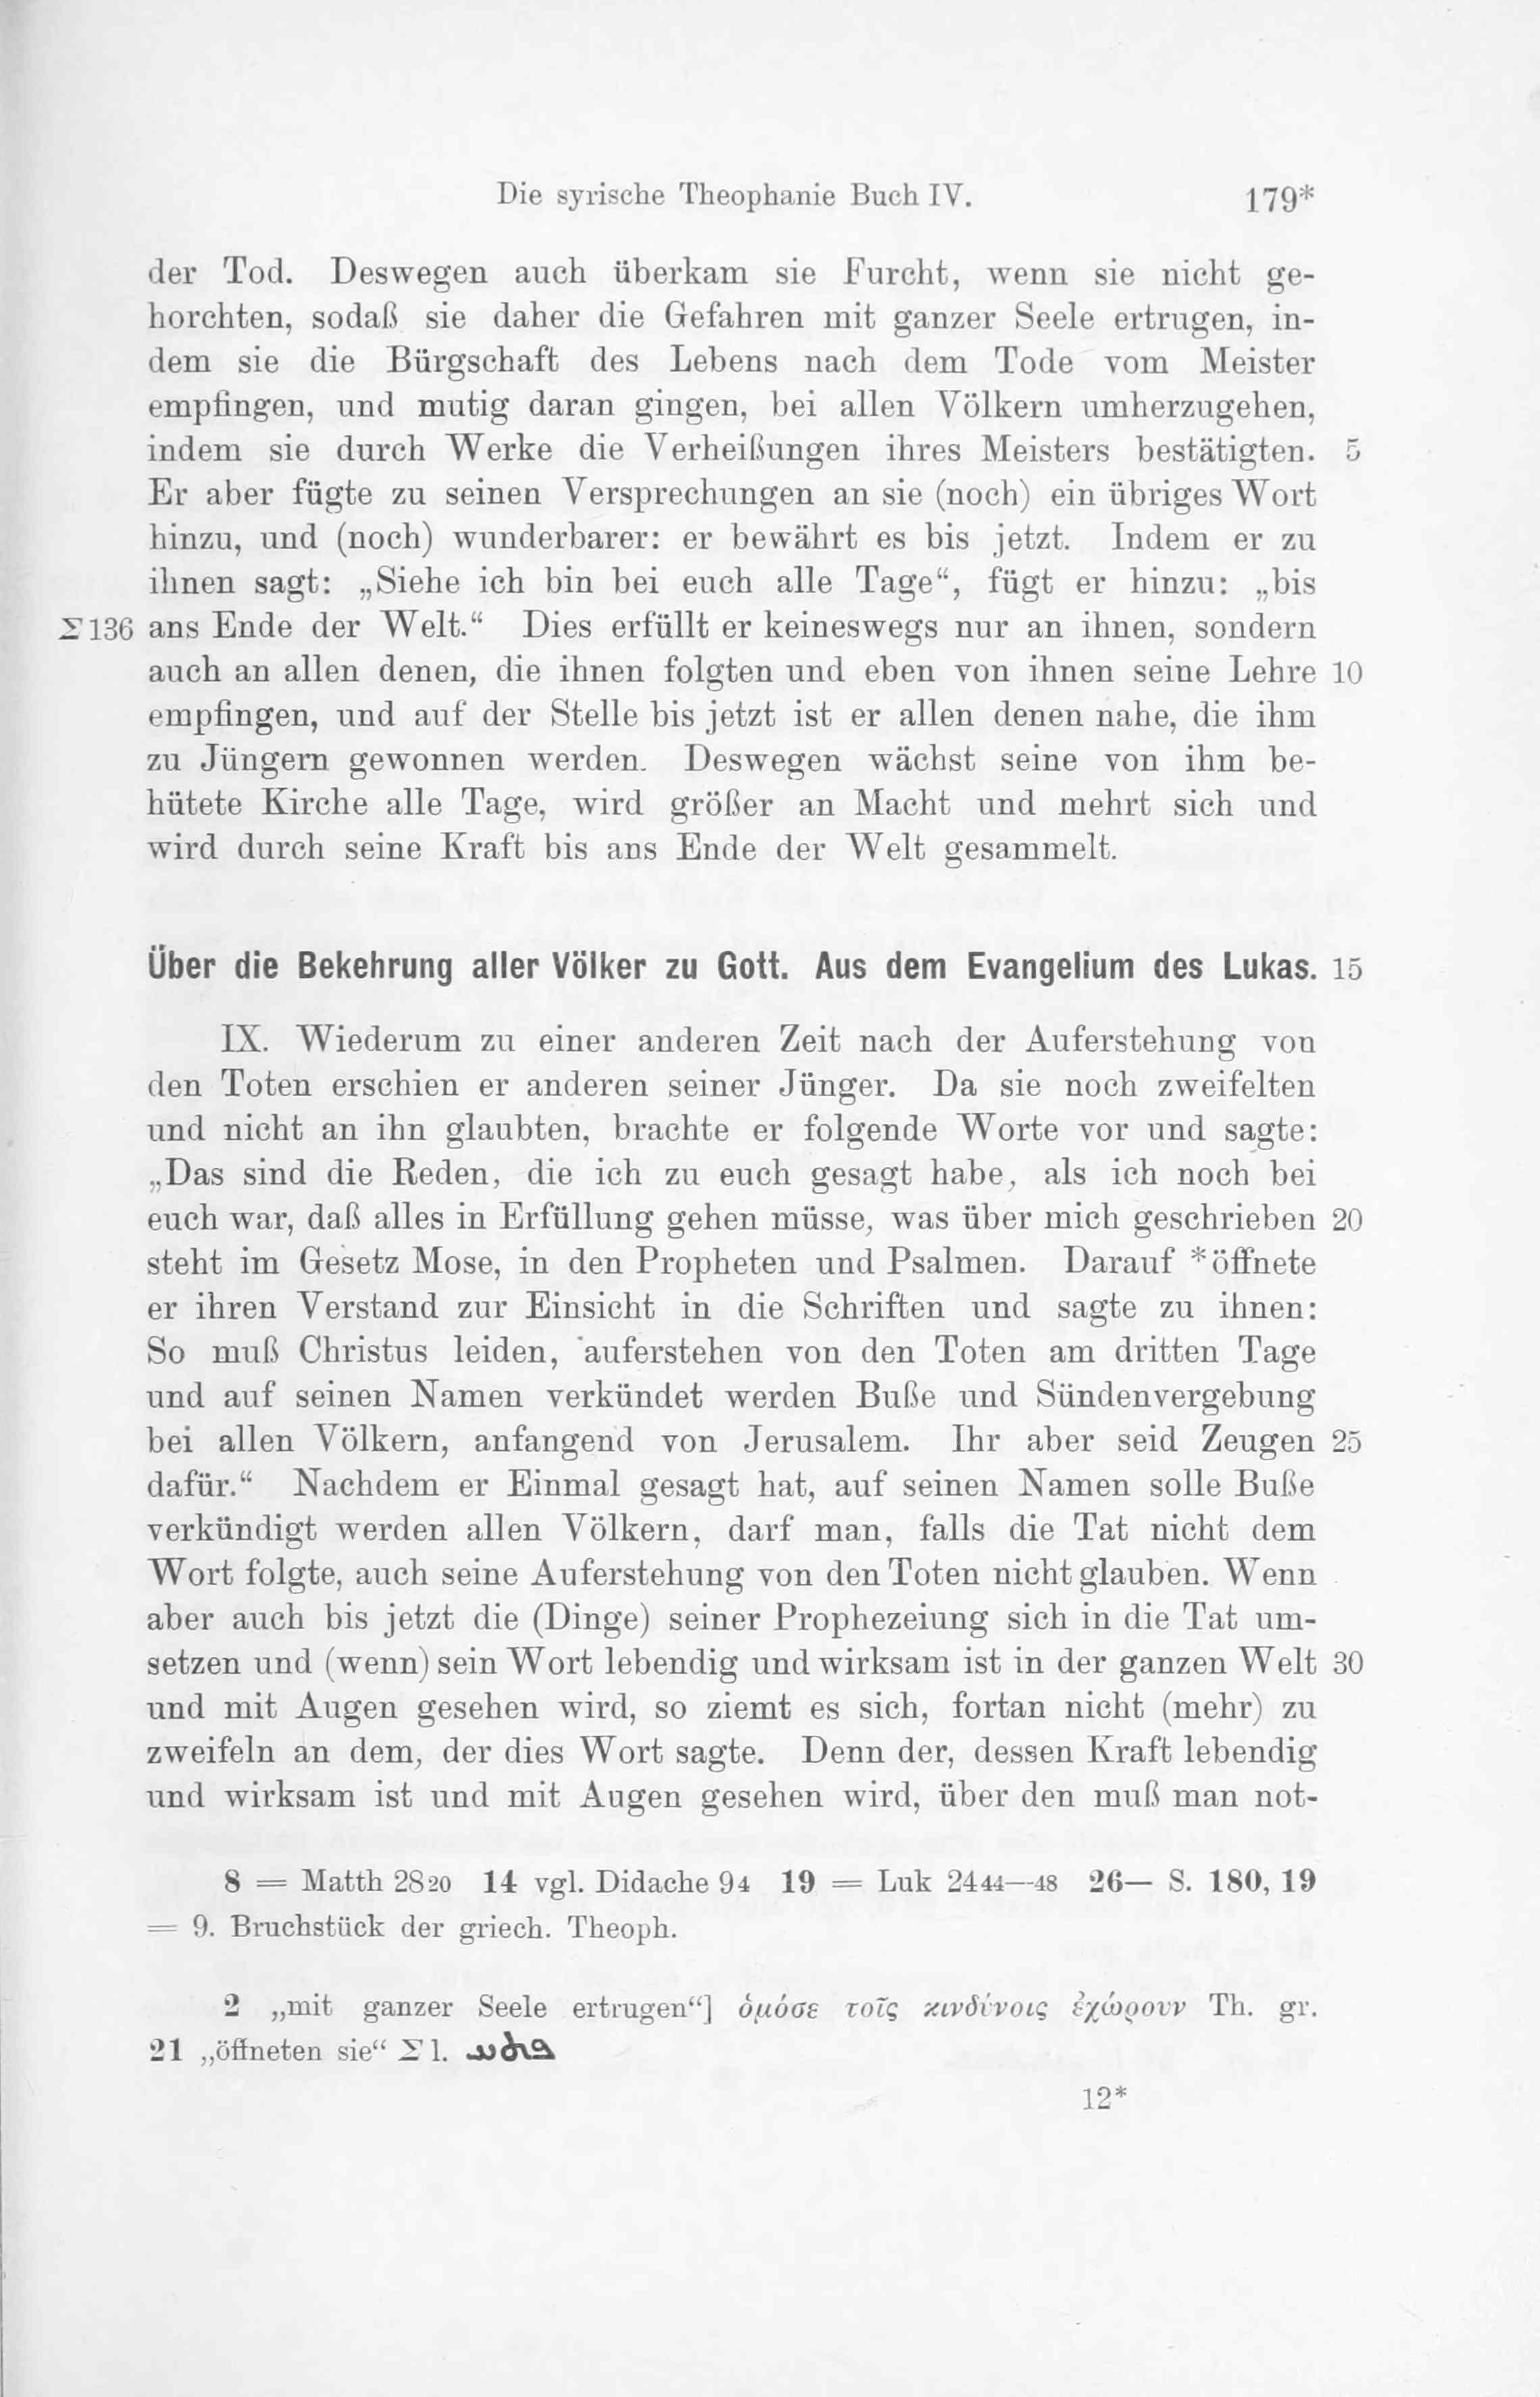 Die syrische Theophanie Buch IV. 179*
der Tod. Deswegen auch überkam sie Furcht, wenn sie nicht ge-
horchten, sodaß sie daher die Gefahren mit ganzer Seele ertrugen, in-
dem sie die Bürgschaft des Lebens nach dem Tode vom Meister
empfingen, und mutig daran gingen, bei allen Völkern umherzugehen,
indem sie durch Werke die Verheißungen ihres Meisters bestätigten. 5
Er aber fügte zu seinen Versprechungen an sie (noch) ein übriges Wort
hinzu, und (noch) wunderbarer: er bewährt es bis jetzt. Indem er zu
ihnen sagt: „Siehe ich bin bei euch alle Tage“, fügt er hinzu: „bis
Σ 136 ans Ende der Welt.“ Dies erfüllt er keineswegs nur an ihnen, sondern
auch an allen denen, die ihnen folgten und eben von ihnen seine Lehre 10
empfingen, und auf der Stelle bis jetzt ist er allen denen nahe, die ihm
zu Jüngern gewonnen werden. Deswegen wächst seine von ihm be-
hütete Kirche alle Tage, wird größer an Macht und mehrt sich und
wird durch seine Kraft bis ans Ende der Welt gesammelt.
Über die Bekehrung aller Völker zu Gott. Aus dem Evangelium des Lukas. 15
IX. Wiederum zu einer anderen Zeit nach der Auferstehung von
den Toten erschien er anderen seiner Jünger. Da sie noch zweifelten
und nicht an ihn glaubten, brachte er folgende Worte vor und sagte:
„Das sind die Reden, die ich zu euch gesagt habe, als ich noch bei
euch war, daß alles in Erfüllung gehen müsse, was über mich geschrieben 20
steht im Gesetz Mose, in den Propheten und Psalmen. Darauf *öffnete
er ihren Verstand zur Einsicht in die Schriften und sagte zu ihnen:
So muß Christus leiden, auferstehen von den Toten am dritten Tage
und auf seinen Namen verkündet werden Buße und Sündenvergebung
bei allen Völkern, anfangend von Jerusalem. Ihr aber seid Zeugen 25
dafür.“ Nachdem er Einmal gesagt hat, auf seinen Namen solle Buße
verkündigt werden allen Völkern, darf man, falls die Tat nicht dem
Wort folgte, auch seine Auferstehung von den Toten nicht glauben. Wenn
aber auch bis jetzt die (Dinge) seiner Prophezeiung sich in die Tat um-
setzen und (wenn) sein Wort lebendig und wirksam ist in der ganzen Welt 30
und mit Augen gesehen wird, so ziemt es sich, fortan nicht (mehr) zu
zweifeln an dem, der dies Wort sagte. Denn der, dessen Kraft lebendig
und wirksam ist und mit Augen gesehen wird, über den muß man not-
8 = Matth 28 20 14 vgl. Didache 9 4 19 = Luk 24 44—48 26— S. 180, 19
= 9. Bruchstück der griech. Theoph.
2 „mit ganzer Seele ertrugen“] ὁμόσε τοῖς κινδύνοις ἐχώρουν Th. gr.
21 „öffneten sie“ Σ l. ܦܬܚ
12*